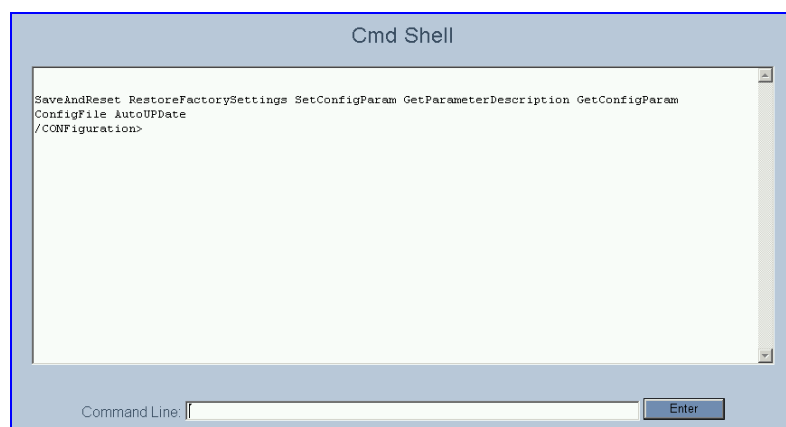 Cmd Shell
SaveAndReset RestoreFactorySettings SetConfigParam GetParameterDescription GetConfigParam
ConfigFile AutoUPDate
/CONFiguration>
Command Line:
Enter